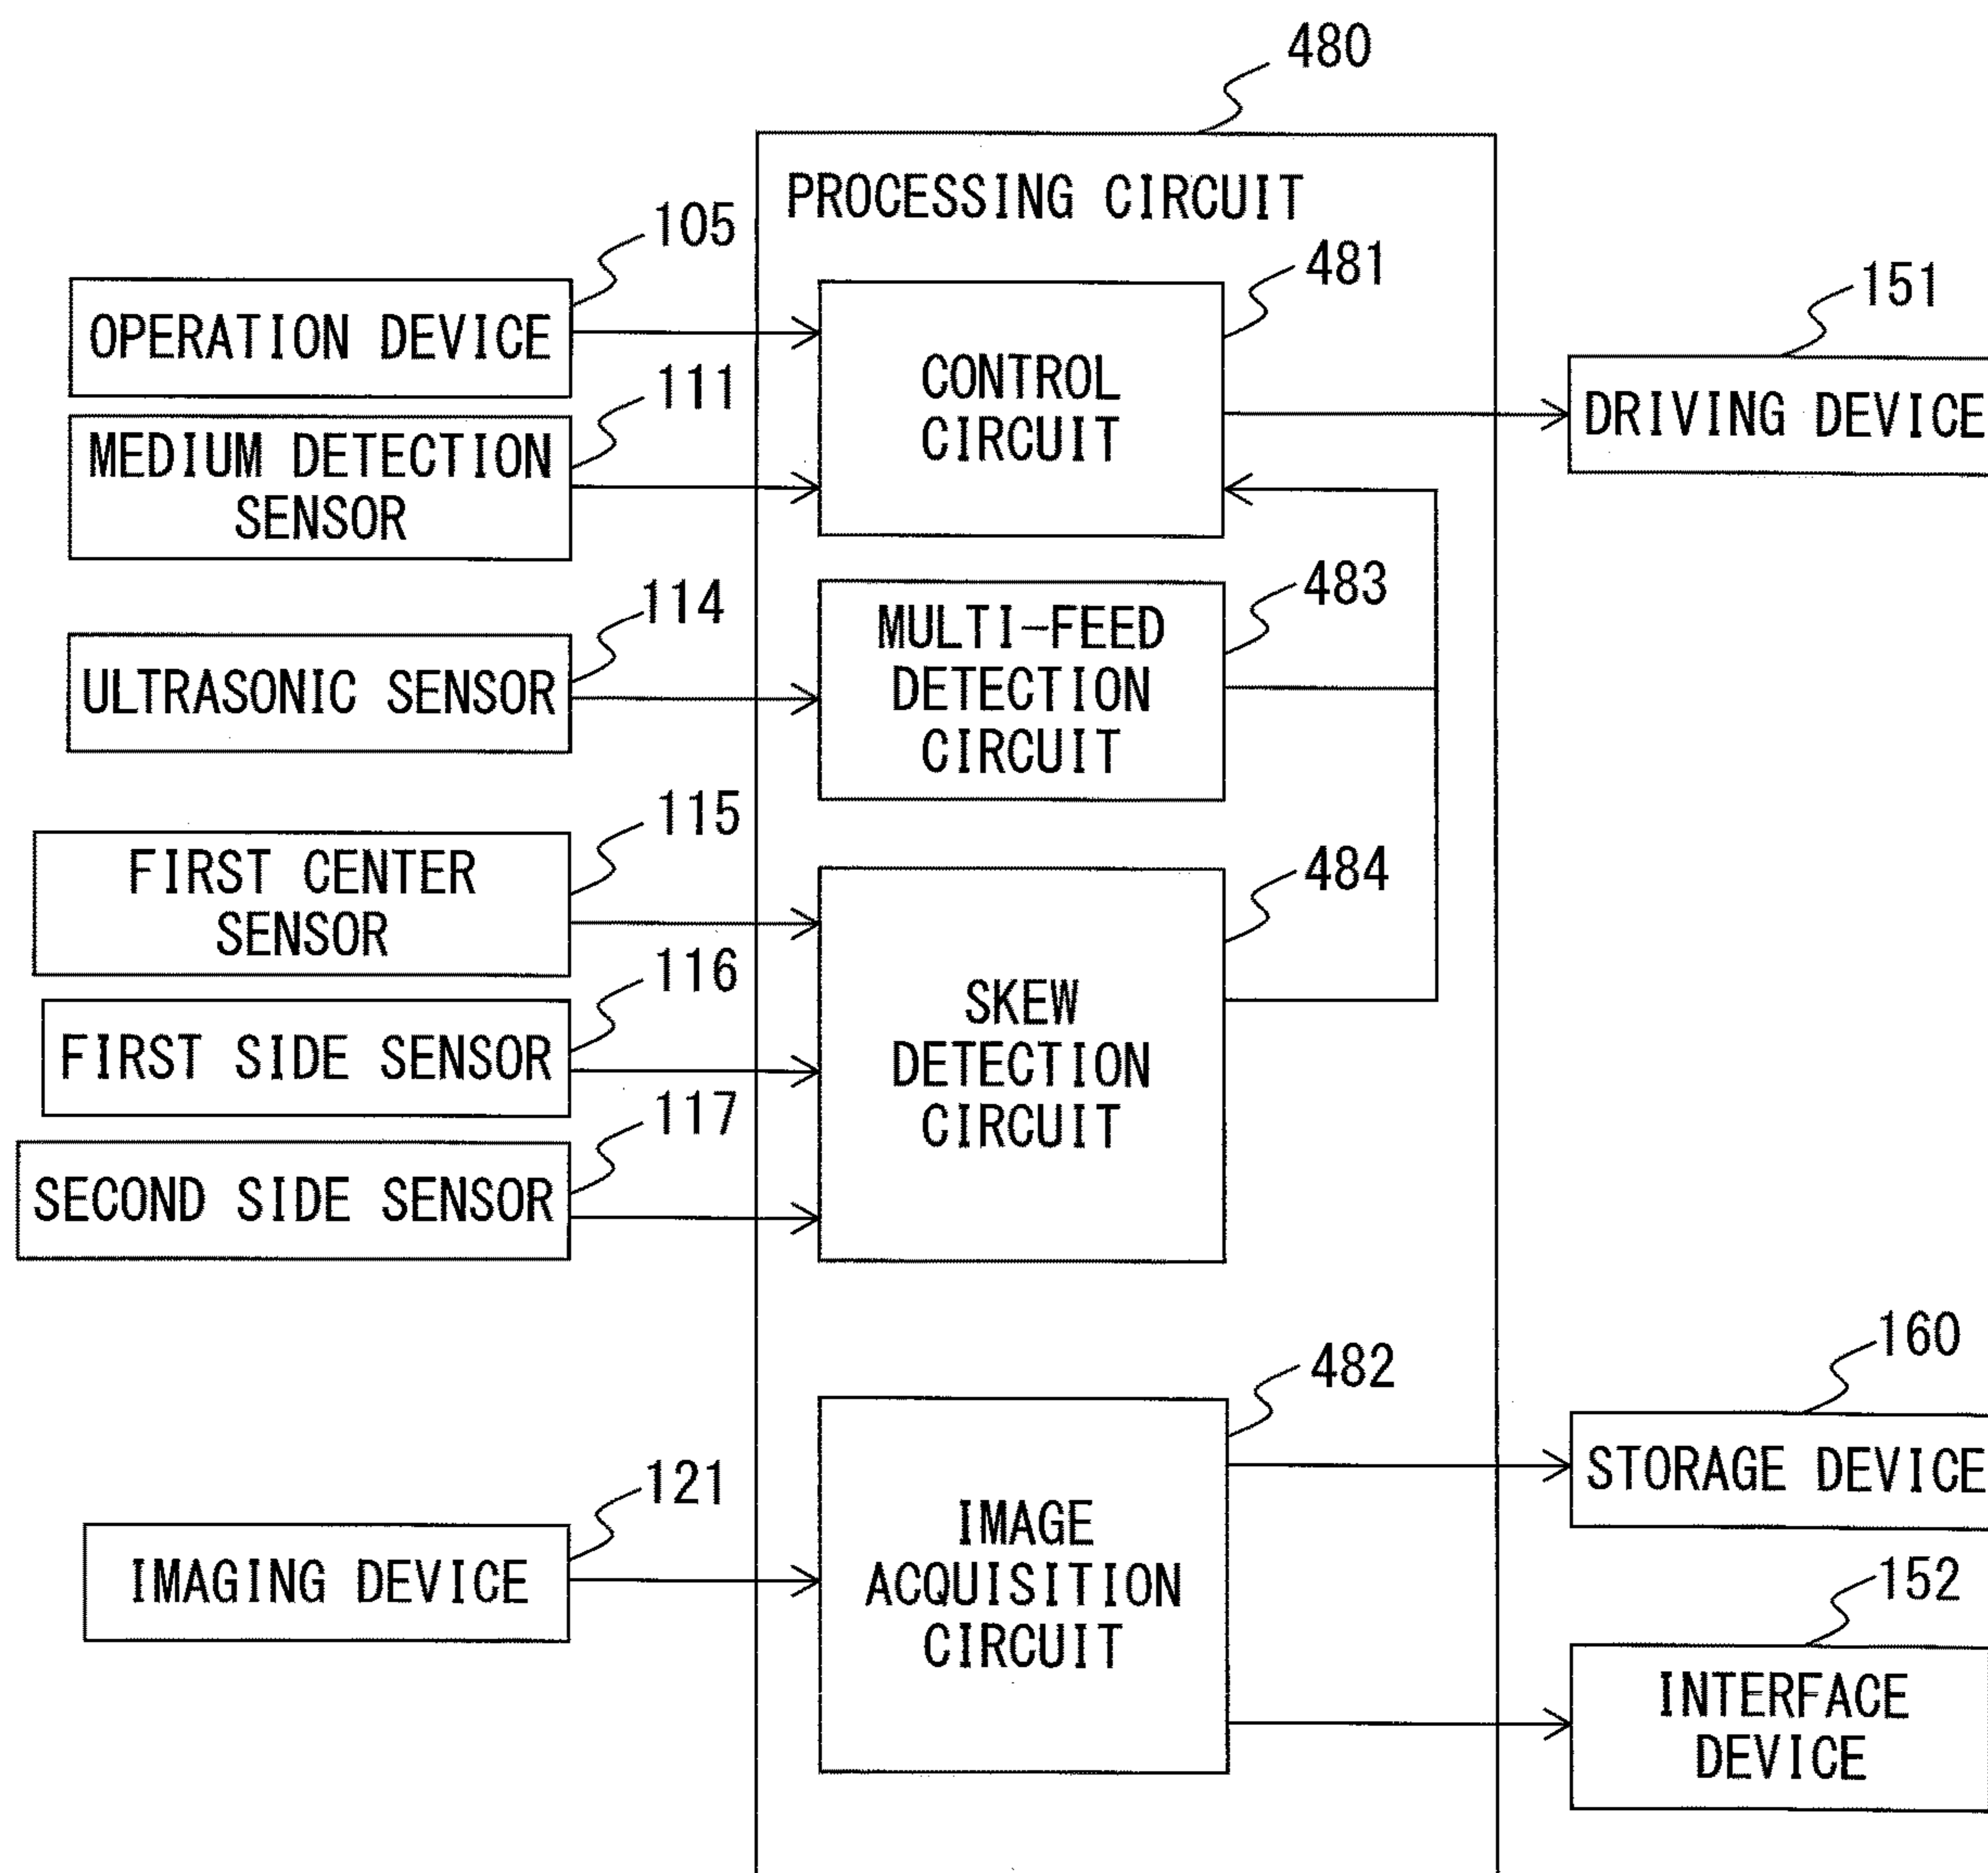 480
PROCESSING CIRCUIT
105
OPERATION DEVICE
111
MEDIUM DETECTION
SENSOR
481
CONTROL
CIRCUIT
151
DRIVING DEVICE
114
ULTRASONIC SENSOR
483
MULTI-FEED
DETECTION
CIRCUIT
115
FIRST CENTER
SENSOR
116
FIRST SIDE SENSOR
117
SECOND SIDE SENSOR
484
SKEW
DETECTION
CIRCUIT
121
IMAGING DEVICE
482
IMAGE
ACQUISITION
CIRCUIT
160
STORAGE DEVICE
152
INTERFACE
DEVICE